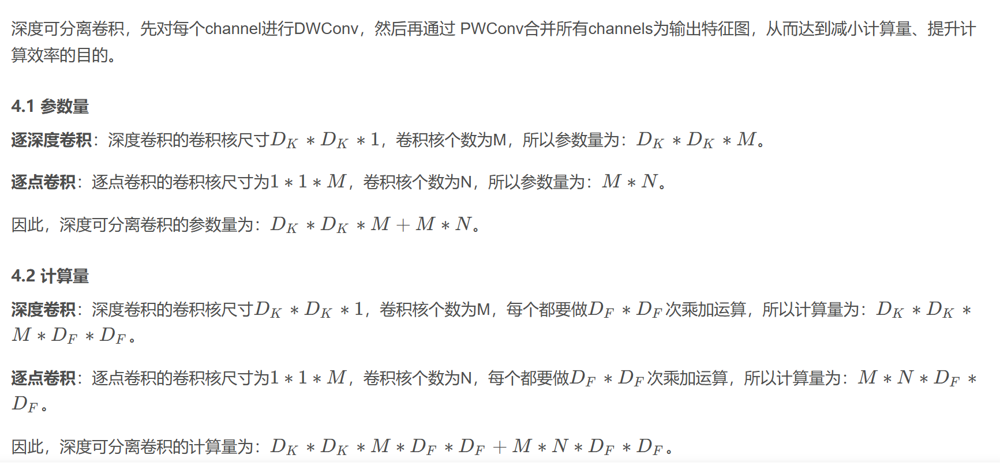 深度可分离卷积，先对每个channel进行DWConv，然后再通过 PWConv合并所有channels为输出特征图，从而达到减小计算量、提升计
算效率的目的。
4.1 参数量
逐深度卷积：深度卷积的卷积核尺寸$D_K * D_K * 1$，卷积核个数为M，所以参数量为：$D_K * D_K * M$。
逐点卷积：逐点卷积的卷积核尺寸为$1 * 1 * M$，卷积核个数为N，所以参数量为：$M * N$。
因此，深度可分离卷积的参数量为：$D_K * D_K * M + M * N$。
4.2 计算量
深度卷积：深度卷积的卷积核尺寸$D_K * D_K * 1$，卷积核个数为M，每个都要做$D_F * D_F$次乘加运算，所以计算量为：$D_K * D_K *$
$M * D_F * D_F$。
逐点卷积：逐点卷积的卷积核尺寸为$1 * 1 * M$，卷积核个数为N，每个都要做$D_F * D_F$次乘加运算，所以计算量为：$M * N * D_F *$
$D_F$。
因此，深度可分离卷积的计算量为：$D_K * D_K * M * D_F * D_F + M * N * D_F * D_F$。